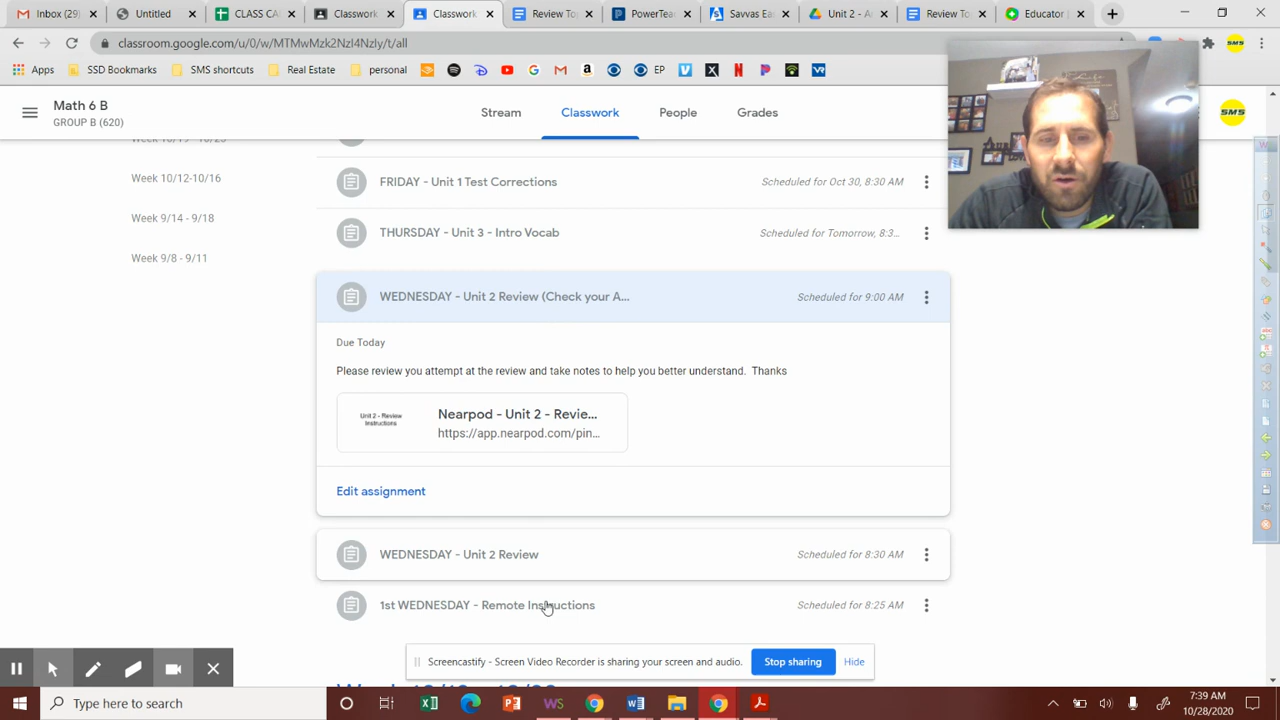 Inbox (29)
Untitled
CLASS CA
Classwork
Classwork
Review To
PowerTea
Savvas Eas
Unit 2 - A
Review To
Educator
classroom.google.com/u/0/w/MTMwMzk2NzI4NzIy/t/all
SMS
Apps
SSD Bookmarks
SMS shortcuts
Real Estate
personal
EP
Math 6 B
GROUP B (620)
Stream
Classwork
People
Grades
SMS
Week 10/12-10/16
Week 9/14 - 9/18
Week 9/8 - 9/11
FRIDAY - Unit 1 Test Corrections
Scheduled for Oct 30, 8:30 AM
THURSDAY - Unit 3 - Intro Vocab
Scheduled for Tomorrow, 8:3...
WEDNESDAY - Unit 2 Review (Check your A...
Scheduled for 9:00 AM
Due Today
Please review you attempt at the review and take notes to help you better understand. Thanks
Unit 2 - Review
Instructions
Nearpod - Unit 2 - Revie...
https://app.nearpod.com/pin...
Edit assignment
WEDNESDAY - Unit 2 Review
Scheduled for 8:30 AM
1st WEDNESDAY - Remote Instructions
Scheduled for 8:25 AM
Screencastify - Screen Video Recorder is sharing your screen and audio.
Stop sharing
Hide
Type here to search
7:39 AM
10/28/2020